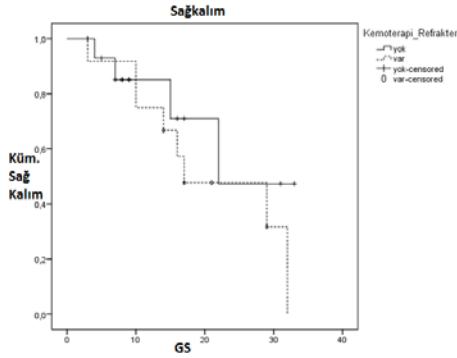 Sağkalım
Kemoterapi_Refrakter
yok
var
yok-censored
var-censored
1,0
0,8
0,6
0,4
0,2
0,0
Küm.
Sağ
Kalım
0
10
20
30
40
GS